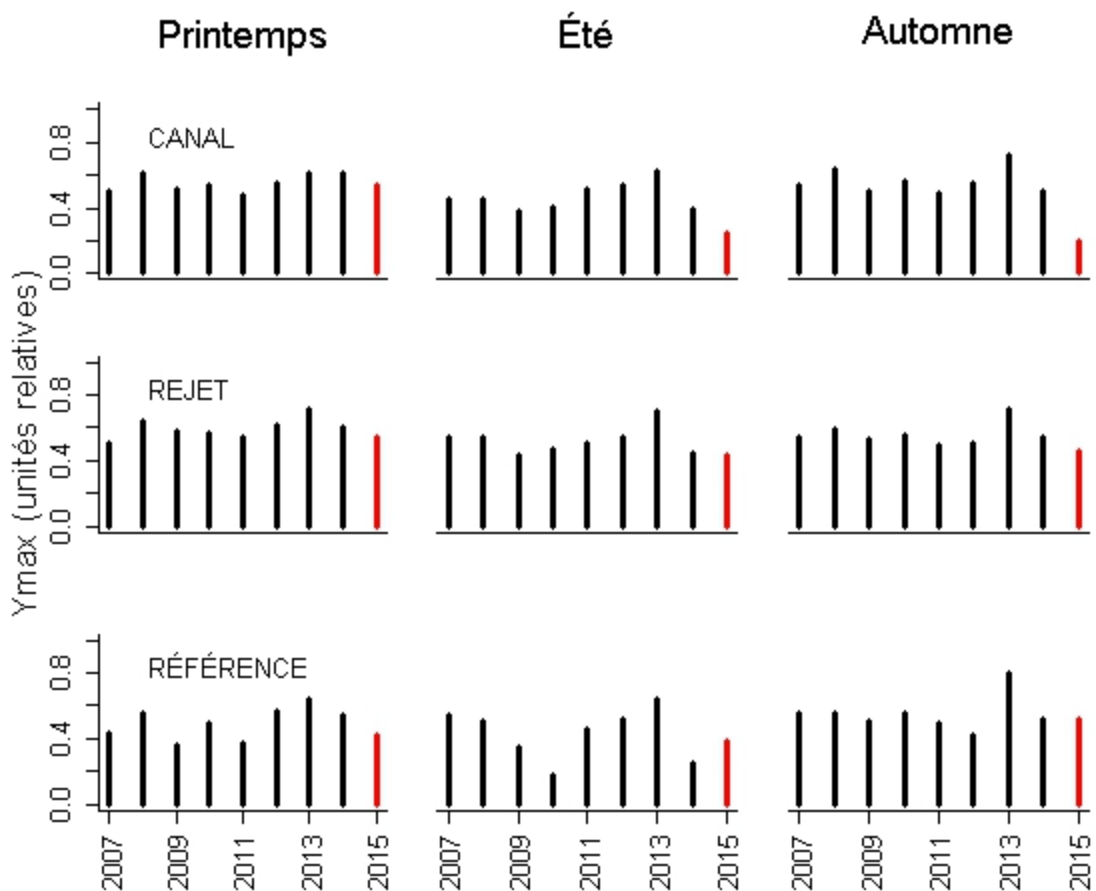 Printemps Été Automne
Ymax (unités relatives)
CANAL
0.8
0.4
0.0
REJET
0.8
0.4
0.0
RÉFÉRENCE
0.8
0.4
0.0
2007 2009 2011 2013 2015 2007 2009 2011 2013 2015 2007 2009 2011 2013 2015